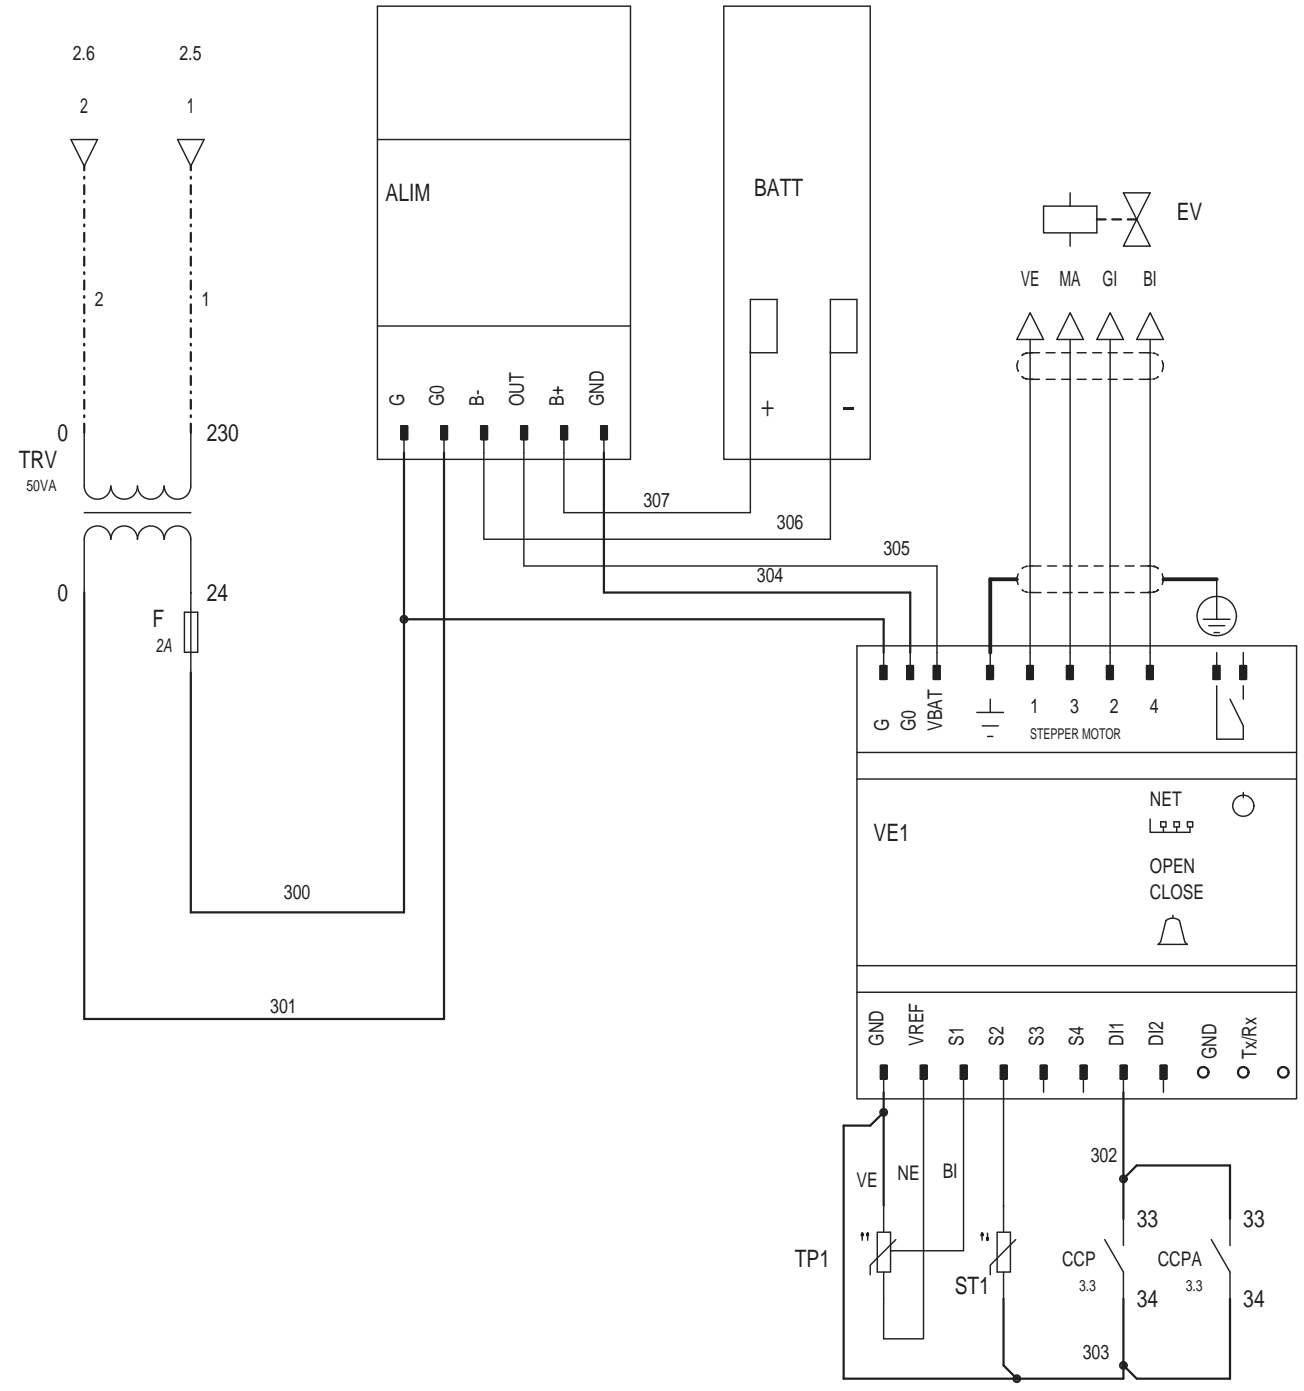 2.6 2.5
2 1
ALIM
BATT
EV
VE MA GI BI
2 1
G G0 B- OUT B+ GND
+ -
0 230
TRV
50VA
307
306
305
304
0 24
F
2A
G G0 VBAT
1 3 2 4
STEPPER MOTOR
NET
VE1
OPEN
CLOSE
300
301
GND VREF S1 S2 S3 S4 DI1 DI2 GND Tx/Rx
302
VE NE BI
33 33
TP1
CCP CCPA
ST1
3.3 3.3
34 34
303